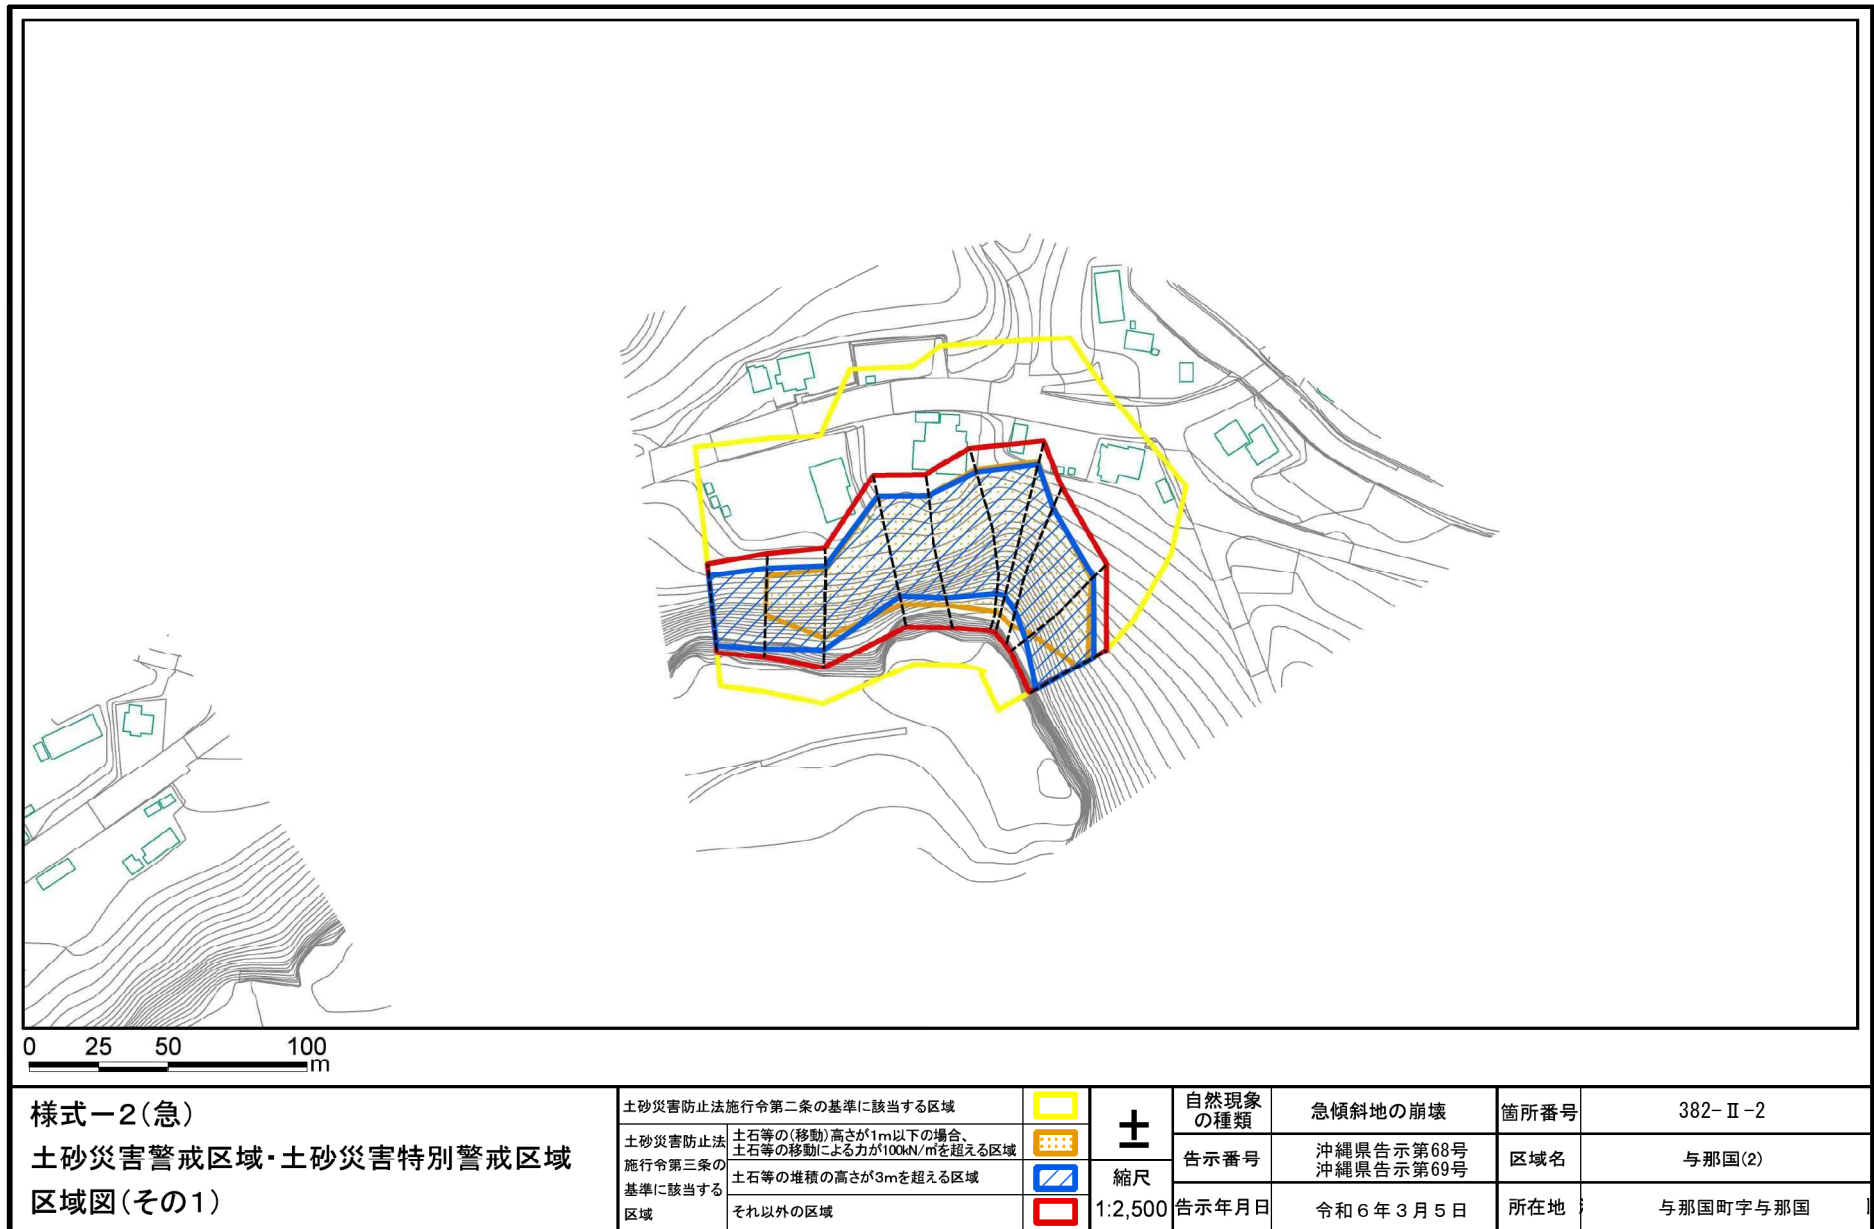 0 25 50 100
m
様式－2(急)
土砂災害警戒区域・土砂災害特別警戒区域
区域図(その1)
土砂災害防止法施行令第二条の基準に該当する区域
土砂災害防止法
施行令第三条の
基準に該当する
区域
土石等の(移動)高さが1m以下の場合、
土石等の移動による力が100kN/㎡を超える区域
土石等の堆積の高さが3mを超える区域
それ以外の区域
縮尺
1:2,500
自然現象
の種類
急傾斜地の崩壊
箇所番号
382-Ⅱ-2
告示番号
沖縄県告示第68号
沖縄県告示第69号
区域名
与那国(2)
告示年月日
令和6年3月5日
所在地
与那国町字与那国